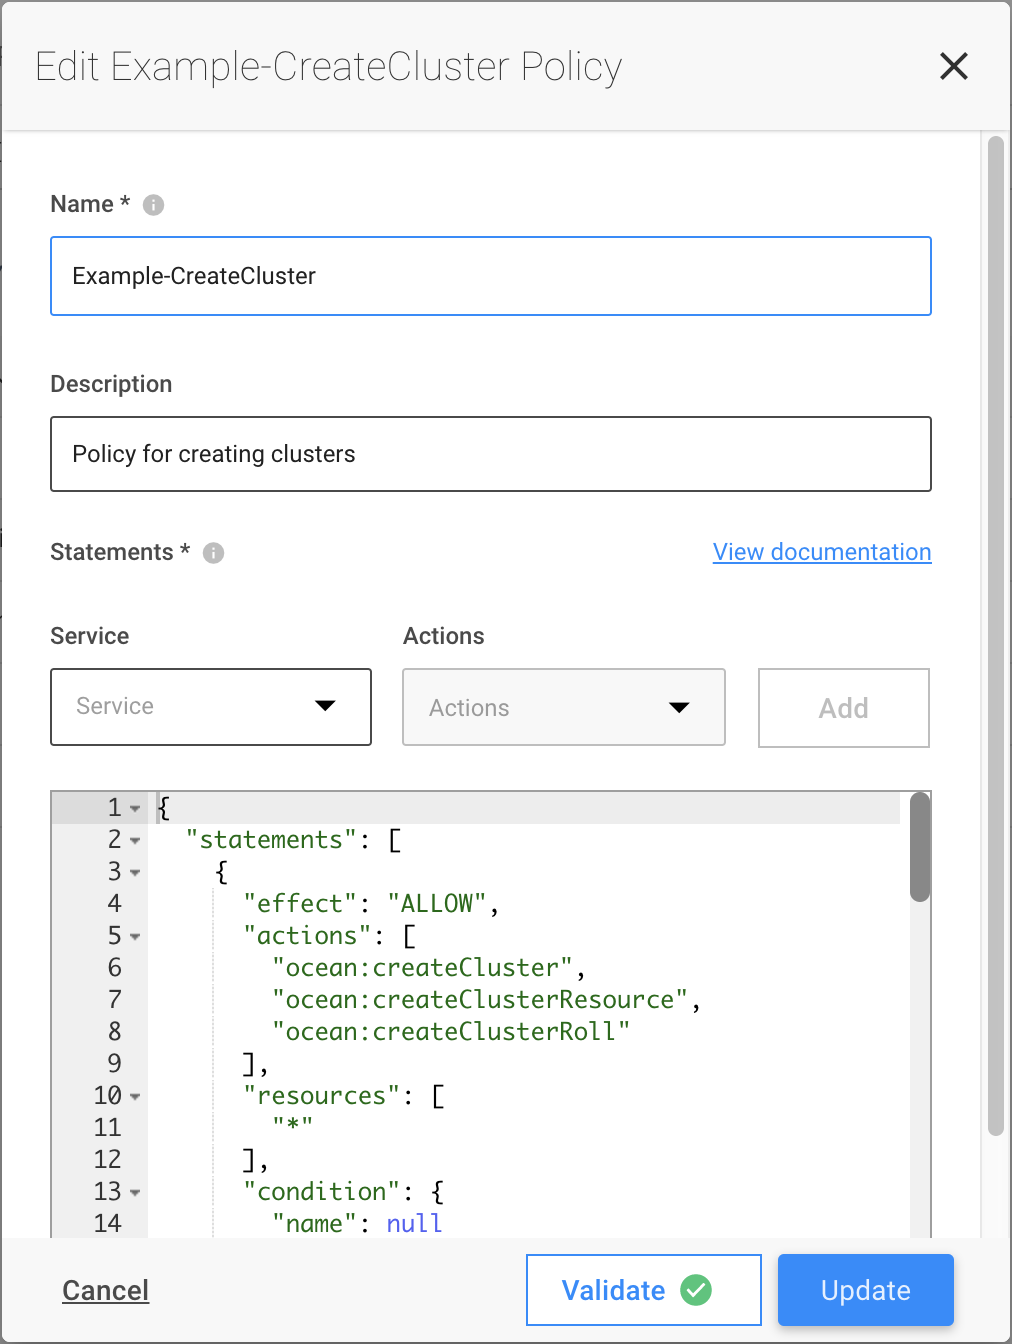 Edit Example-CreateCluster Policy
Name *
Example-CreateCluster
Description
Policy for creating clusters
Statements *
View documentation
Service
Actions
Service
Actions
Add
1 {
2 "statements": [
3 {
4 "effect": "ALLOW",
5 "actions": [
6 "ocean:createCluster",
7 "ocean:createClusterResource",
8 "ocean:createClusterRoll"
9 ],
10 "resources": [
11 "*"
12 ],
13 "condition": {
14 "name": null
Cancel
Validate
Update